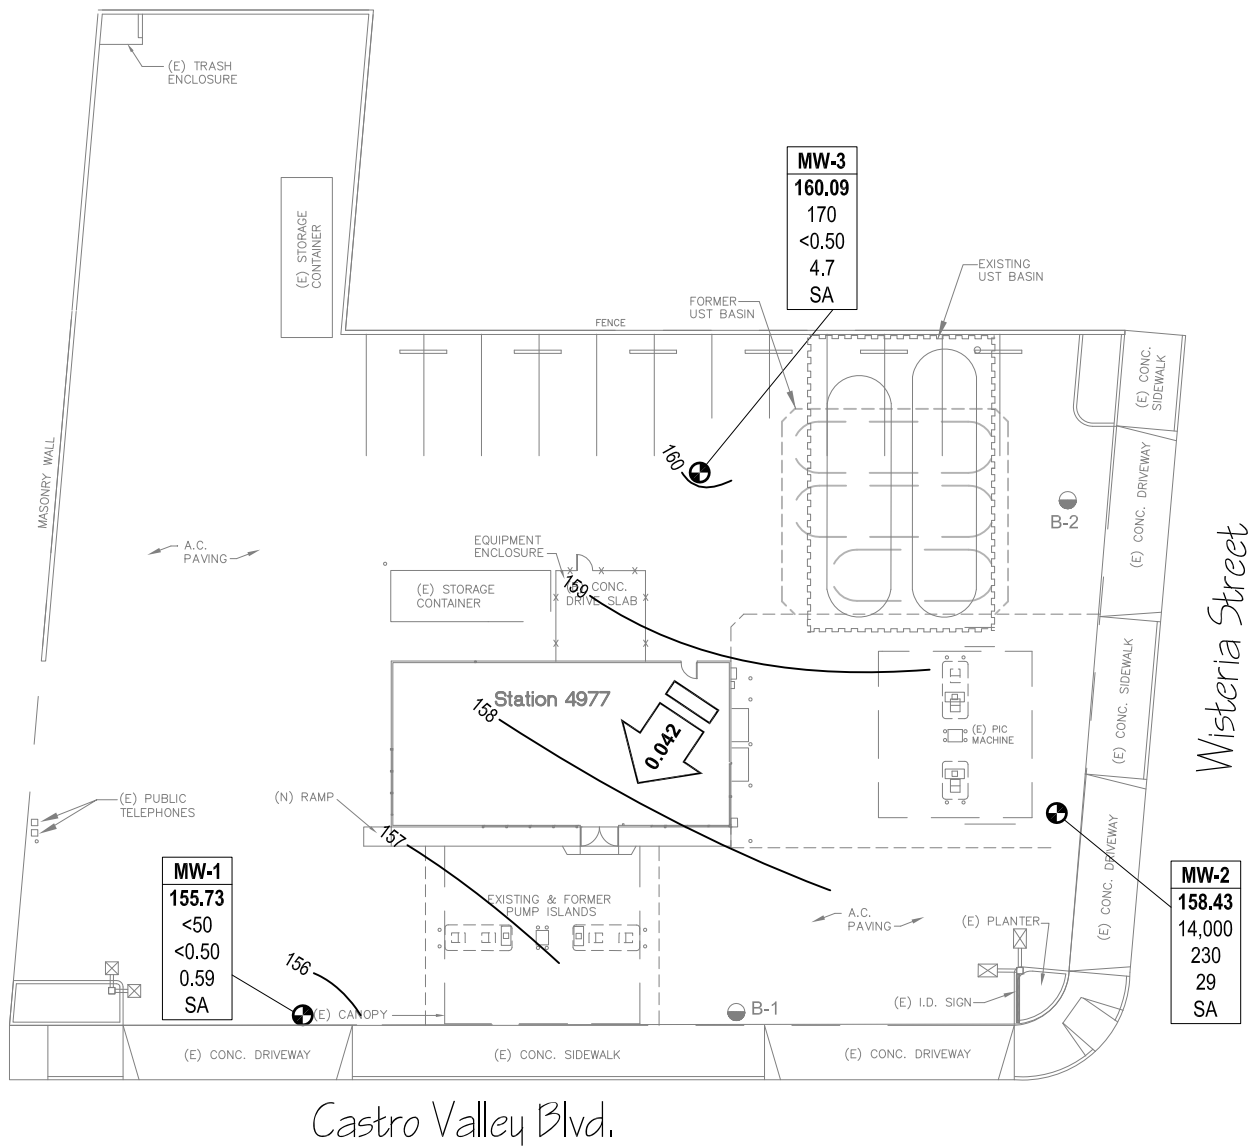 (E) TRASH
ENCLOSURE
(E) STORAGE
CONTAINER
MW-3
160.09
170
<0.50
4.7
SA
EXISTING
UST BASIN
FORMER
UST BASIN
FENCE
(E) CONC.
SIDEWALK
MASONRY WALL
160
B-2
(E) CONC. DRIVEWAY
Wisteria Street
A.C.
PAVING
EQUIPMENT
ENCLOSURE
(E) STORAGE
CONTAINER
159
CONC.
DRIVE SLAB
(E) CONC. SIDEWALK
Station 4977
158
0.042
(E) PIC
MACHINE
(E) PUBLIC
TELEPHONES
(N) RAMP
157
(E) CONC. DRIVEWAY
MW-1
155.73
<50
<0.50
0.59
SA
MW-2
158.43
14,000
230
29
SA
EXISTING & FORMER
PUMP ISLANDS
A.C.
PAVING
(E) PLANTER
156
(E) CANOPY
B-1
(E) I.D. SIGN
(E) CONC. DRIVEWAY
(E) CONC. SIDEWALK
(E) CONC. DRIVEWAY
Castro Valley Blvd.